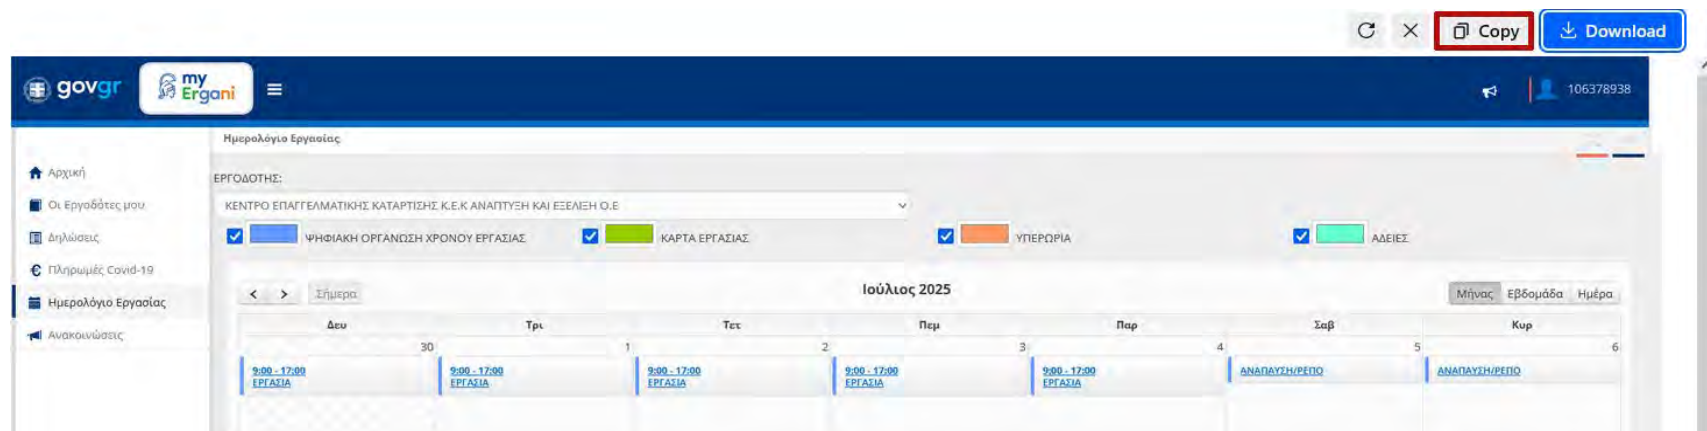 Copy Download
govgr my Ergani 106378938
Ημερολόγιο Εργασίας
Αρχική
Οι Εργοδότες μου
Δηλώσεις
Πληρωμές Covid-19
Ημερολόγιο Εργασίας
Ανακοινώσεις
ΕΡΓΟΔΟΤΗΣ:
ΚΕΝΤΡΟ ΕΠΑΓΓΕΛΜΑΤΙΚΗΣ ΚΑΤΑΡΤΙΣΗΣ Κ.Ε.Κ ΑΝΑΠΤΥΞΗ ΚΑΙ ΕΞΕΛΙΞΗ Ο.Ε
ΨΗΦΙΑΚΗ ΟΡΓΑΝΩΣΗ ΧΡΟΝΟΥ ΕΡΓΑΣΙΑΣ ΚΑΡΤΑ ΕΡΓΑΣΙΑΣ ΥΠΕΡΩΡΙΑ ΑΔΕΙΕΣ
< > Σήμερα Ιούλιος 2025 Μήνας Εβδομάδα Ημέρα
Δευ Τρι Τετ Πεμ Παρ Σαβ Κυρ
30 1 2 3 4 5 6
9:00 - 17:00 9:00 - 17:00 9:00 - 17:00 9:00 - 17:00 9:00 - 17:00 ΑΝΑΠΑΥΣΗ/ΡΕΠΟ ΑΝΑΠΑΥΣΗ/ΡΕΠΟ
ΕΡΓΑΣΙΑ ΕΡΓΑΣΙΑ ΕΡΓΑΣΙΑ ΕΡΓΑΣΙΑ ΕΡΓΑΣΙΑ